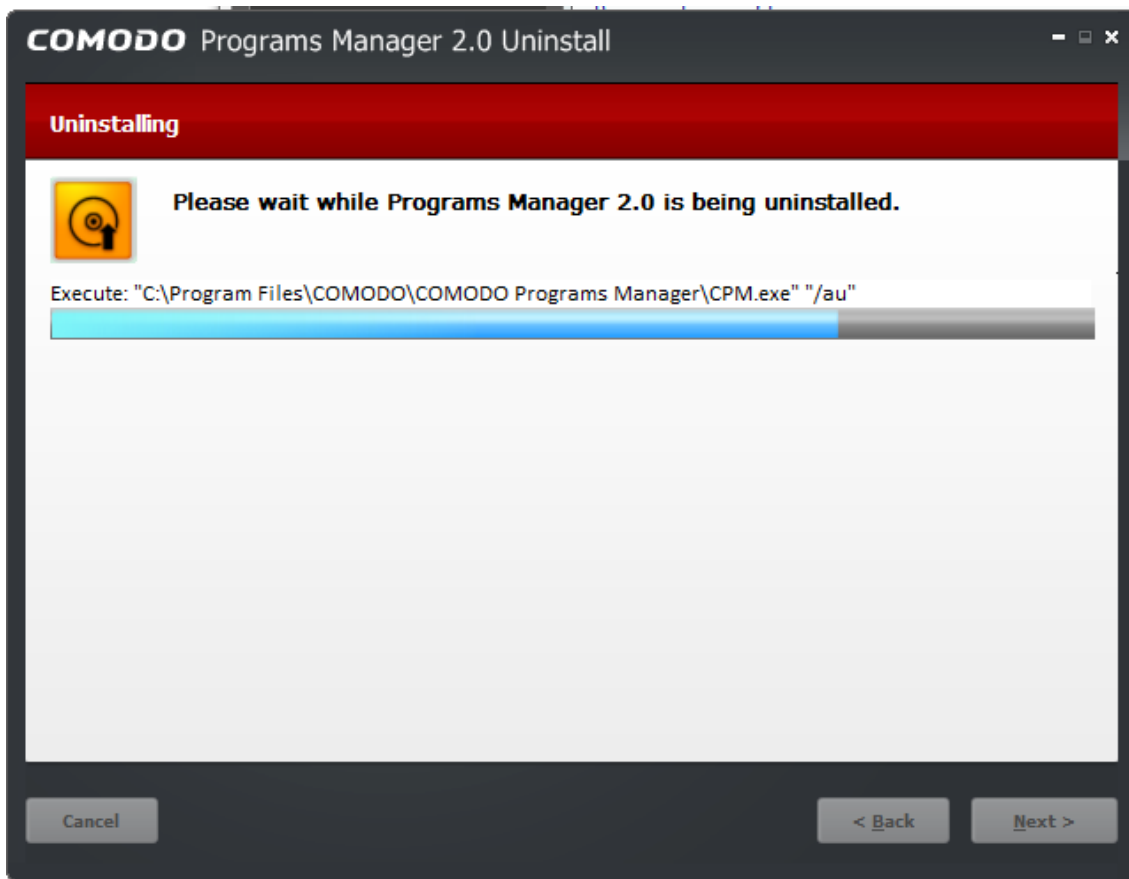 COMODO Programs Manager 2.0 Uninstall
Uninstalling
Please wait while Programs Manager 2.0 is being uninstalled.
Execute: "C:\Program Files\COMODO\COMODO Programs Manager\CPM.exe" "/au"
Cancel
< Back
Next >